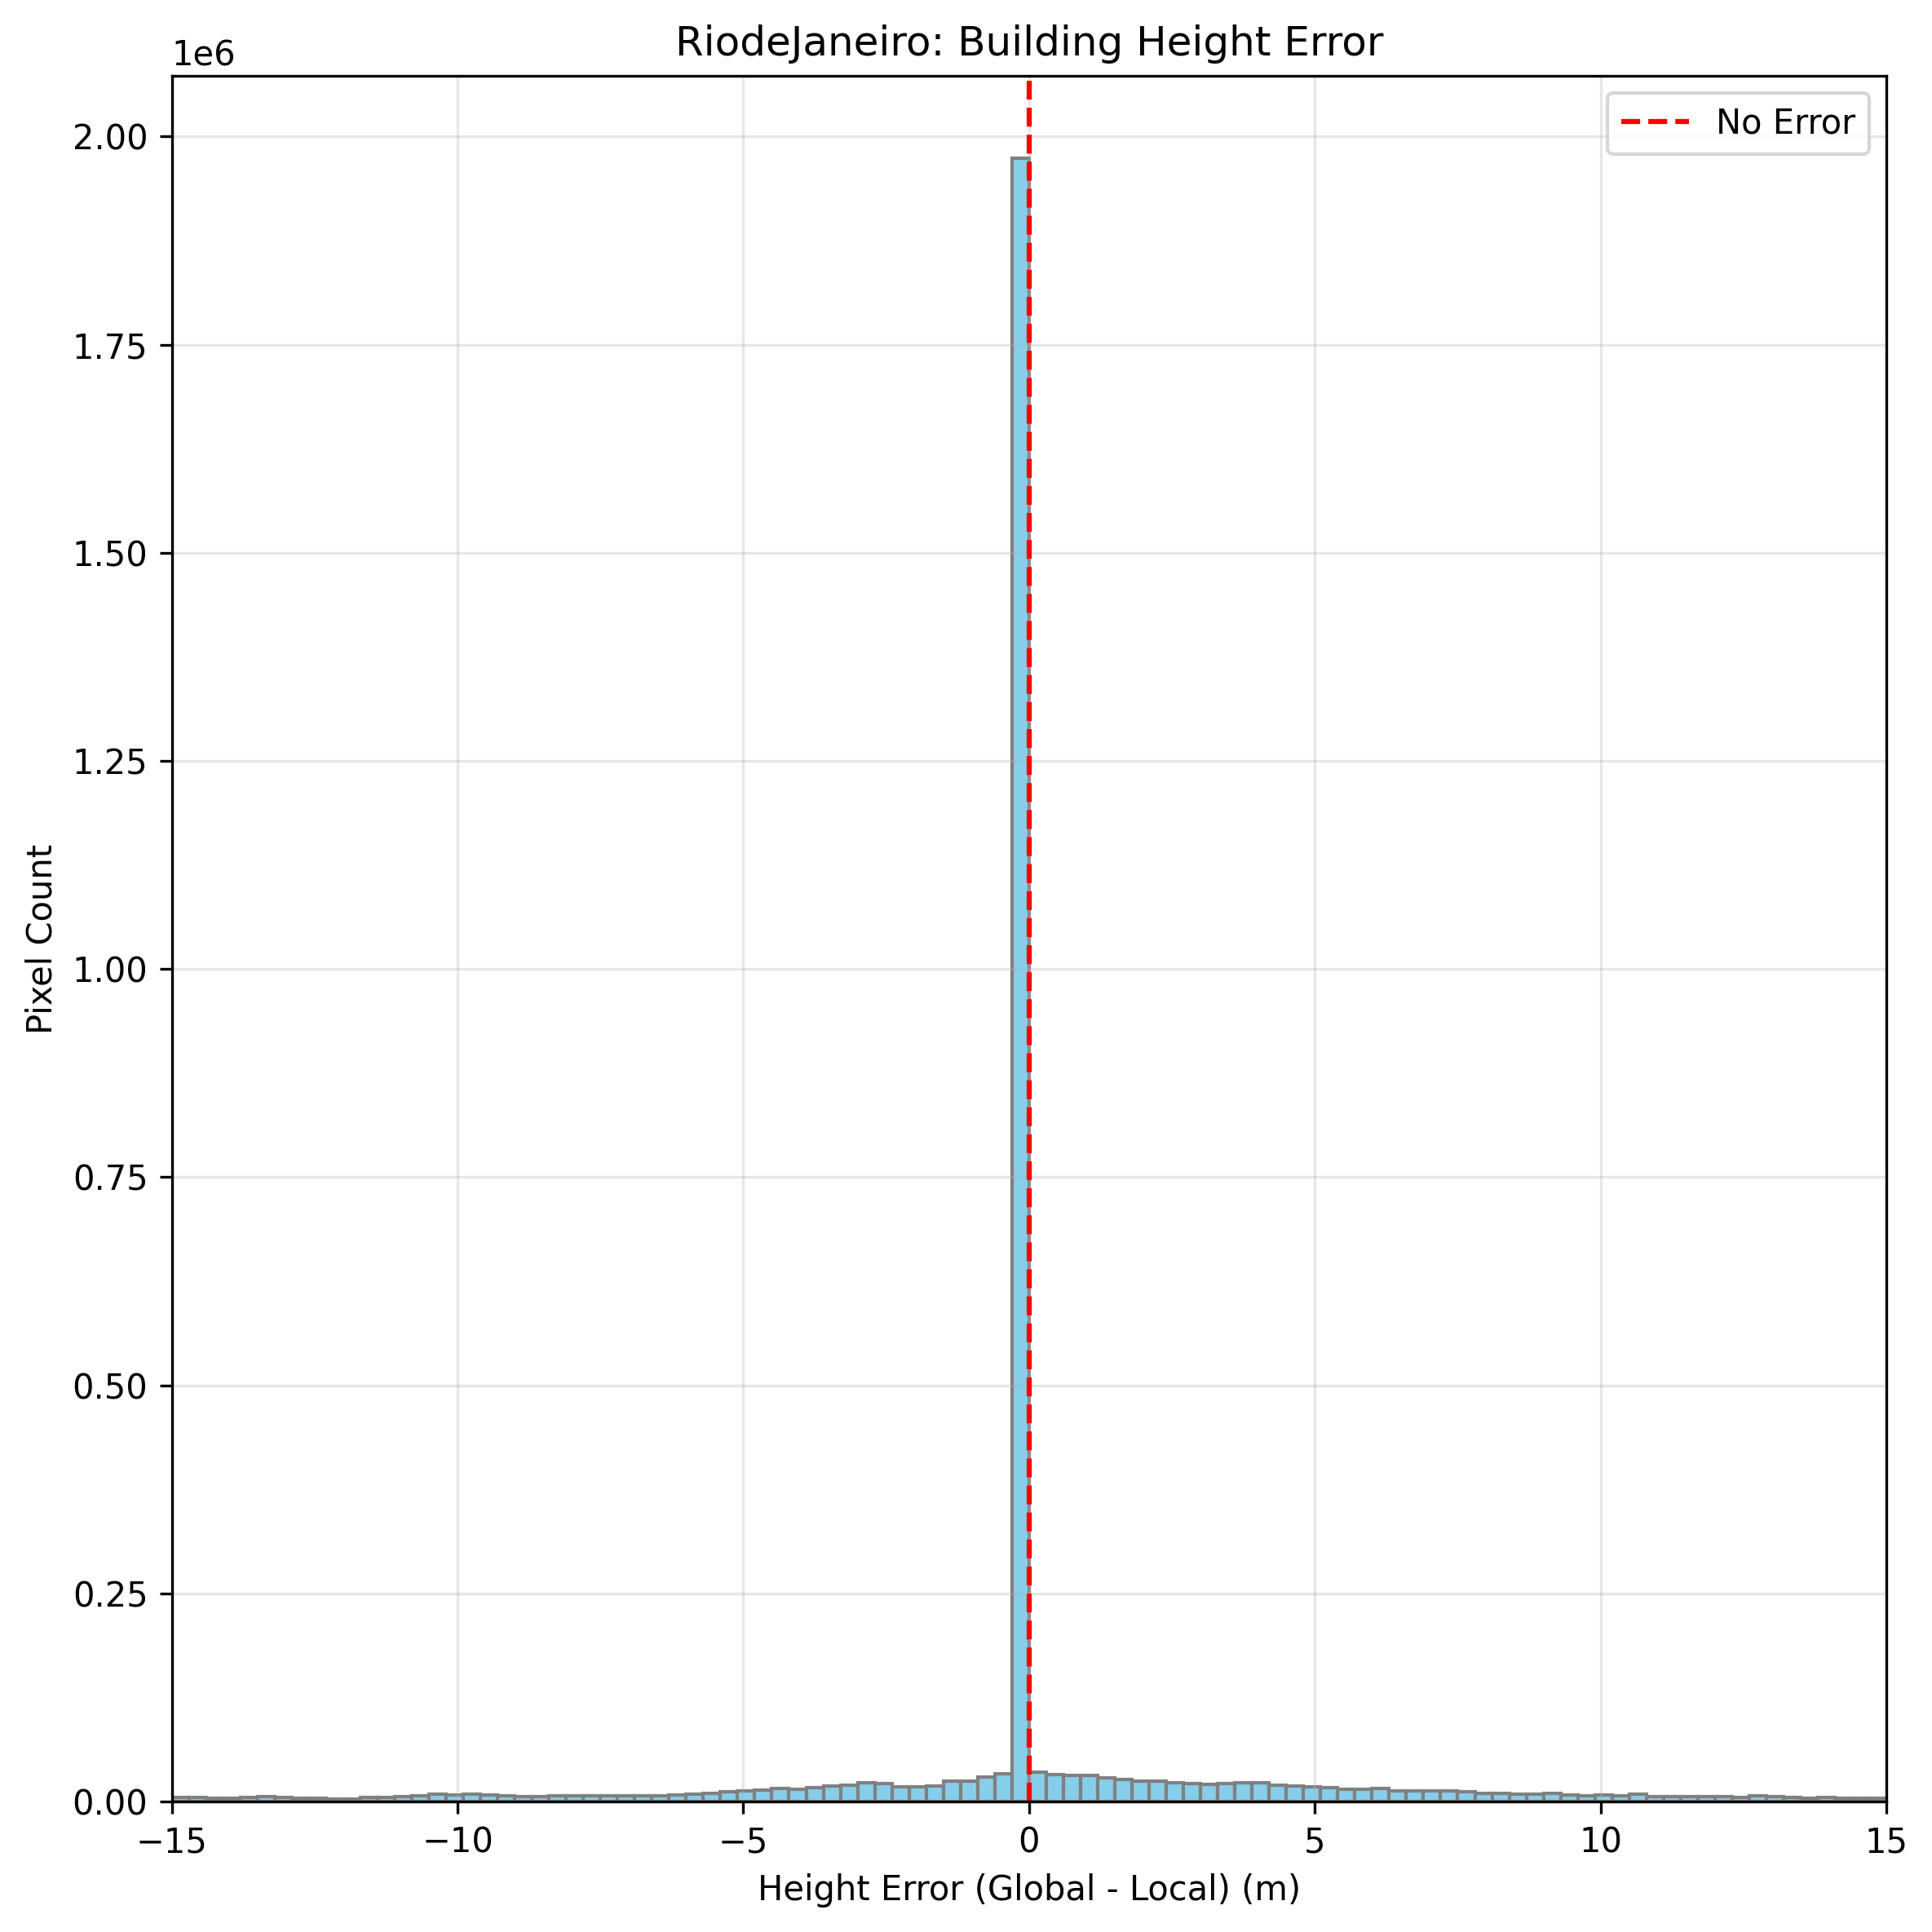 RiodeJaneiro: Building Height Error
1e6
No Error
2.00
1.75
1.50
1.25
1.00
0.75
0.50
0.25
0.00
Pixel Count
−15 −10 −5 0 5 10 15
Height Error (Global - Local) (m)